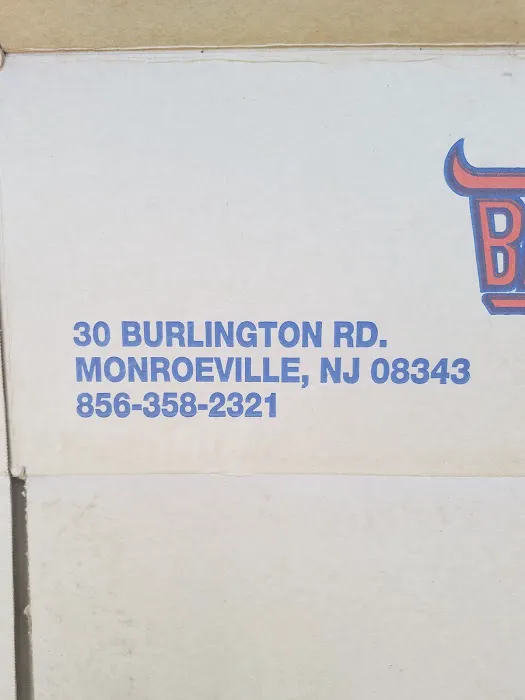 30 BURLINGTON RD.
MONROEVILLE, NJ 08343
856-358-2321
B